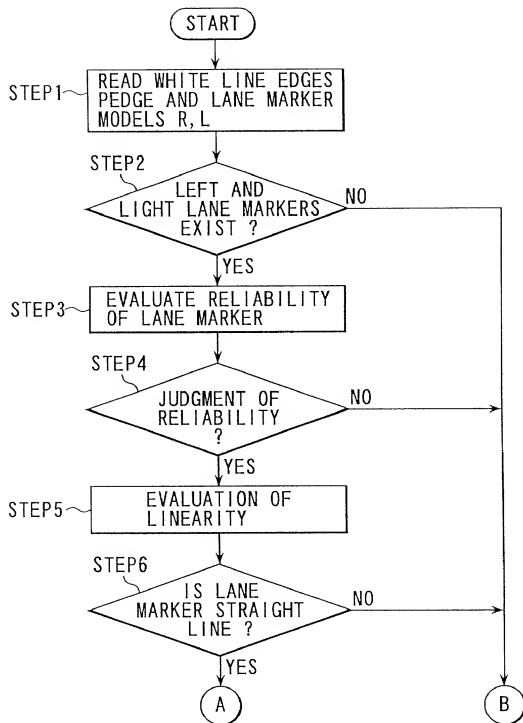 START
STEP1
READ WHITE LINE EDGES
PEDGE AND LANE MARKER
MODELS R,L
STEP2
LEFT AND
LIGHT LANE MARKERS
EXIST ?
NO
YES
STEP3
EVALUATE RELIABILITY
OF LANE MARKER
STEP4
JUDGMENT OF
RELIABILITY
?
NO
YES
STEP5
EVALUATION OF
LINEARITY
STEP6
IS LANE
MARKER STRAIGHT
LINE ?
NO
YES
A
B